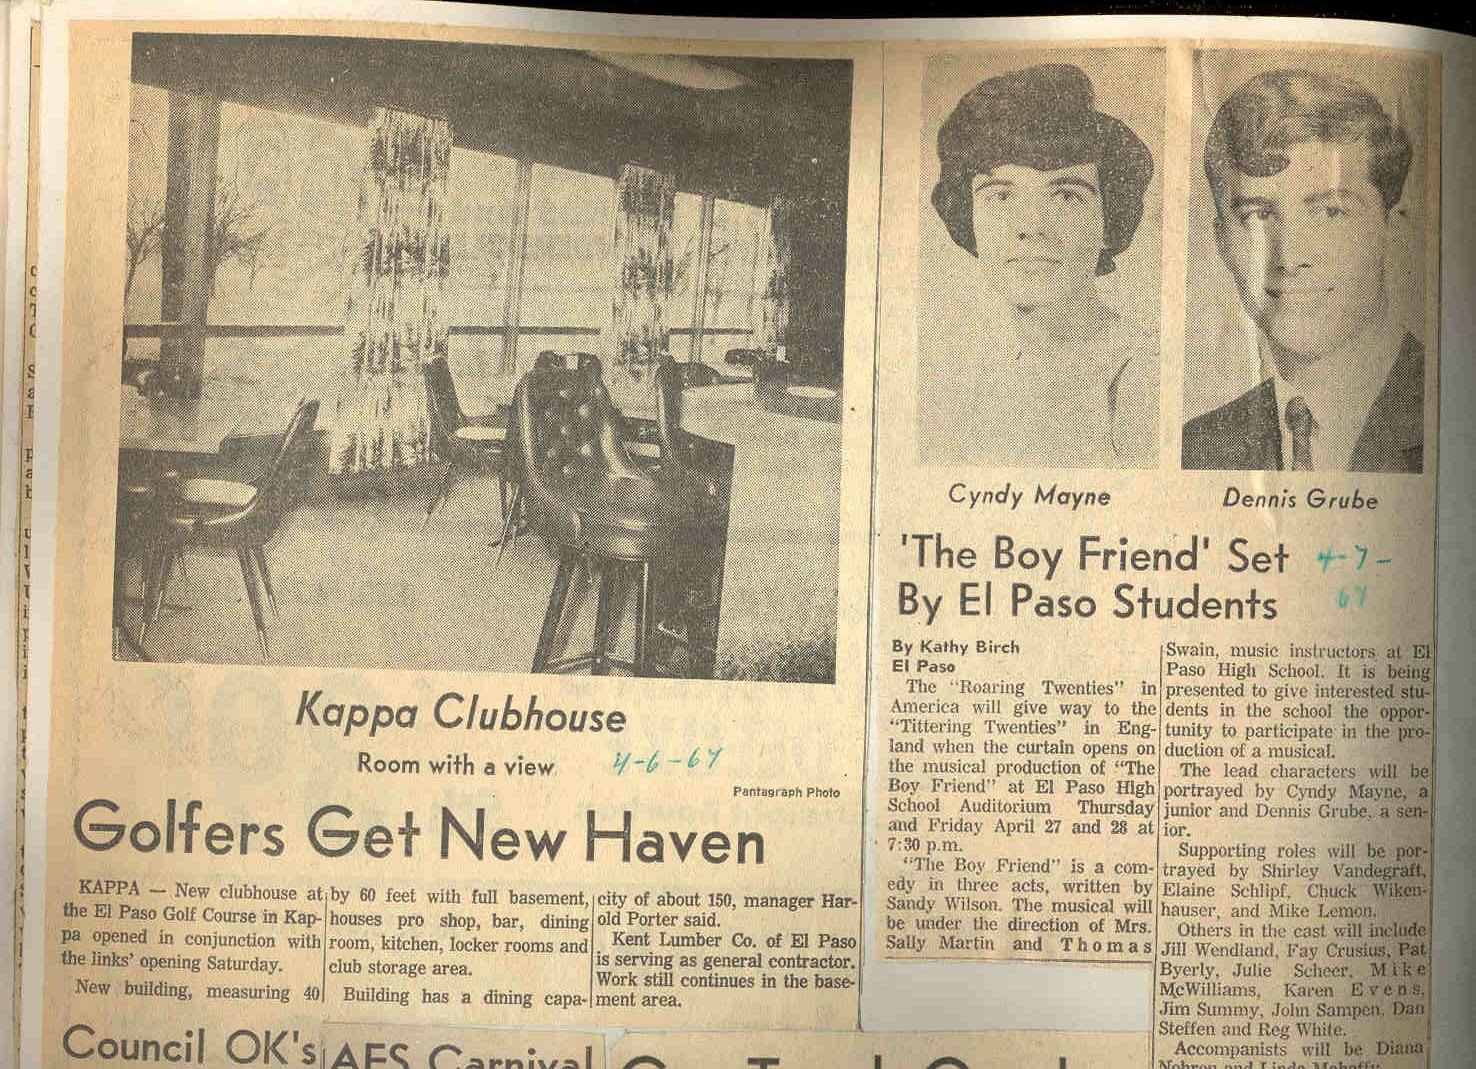 Kappa Clubhouse
Room with a view
4-6-67
Pantagraph Photo
Golfers Get New Haven
KAPPA — New clubhouse at
the El Paso Golf Course in Kap-
pa opened in conjunction with
the links' opening Saturday.
New building, measuring 40
by 60 feet with full basement,
houses pro shop, bar, dining
room, kitchen, locker rooms and
club storage area.
Building has a dining capa-
city of about 150, manager Har-
old Porter said.
Kent Lumber Co. of El Paso
is serving as general contractor.
Work still continues in the base-
ment area.
Council OK's
AFS Carnival
Cyndy Mayne
Dennis Grube
'The Boy Friend' Set
By El Paso Students
4-7-
67
By Kathy Birch
El Paso
The "Roaring Twenties" in
America will give way to the
"Tittering Twenties" in Eng-
land when the curtain opens on
the musical production of "The
Boy Friend" at El Paso High
School Auditorium Thursday
and Friday April 27 and 28 at
7:30 p.m.
"The Boy Friend" is a com-
edy in three acts, written by
Sandy Wilson. The musical will
be under the direction of Mrs.
Sally Martin and Thomas
Swain, music instructors at El
Paso High School. It is being
presented to give interested stu-
dents in the school the oppor-
tunity to participate in the pro-
duction of a musical.
The lead characters will be
portrayed by Cyndy Mayne, a
junior and Dennis Grube, a sen-
ior.
Supporting roles will be por-
trayed by Shirley Vandegraft,
Elaine Schlipf, Chuck Wiken-
hauser, and Mike Lemon.
Others in the cast will include
Jill Wendland, Fay Crusius, Pat
Byerly, Julie Scheer, Mike
McWilliams, Karen Evens,
Jim Summy, John Sampen, Dan
Steffen and Reg White.
Accompanists will be Diana
and Linda